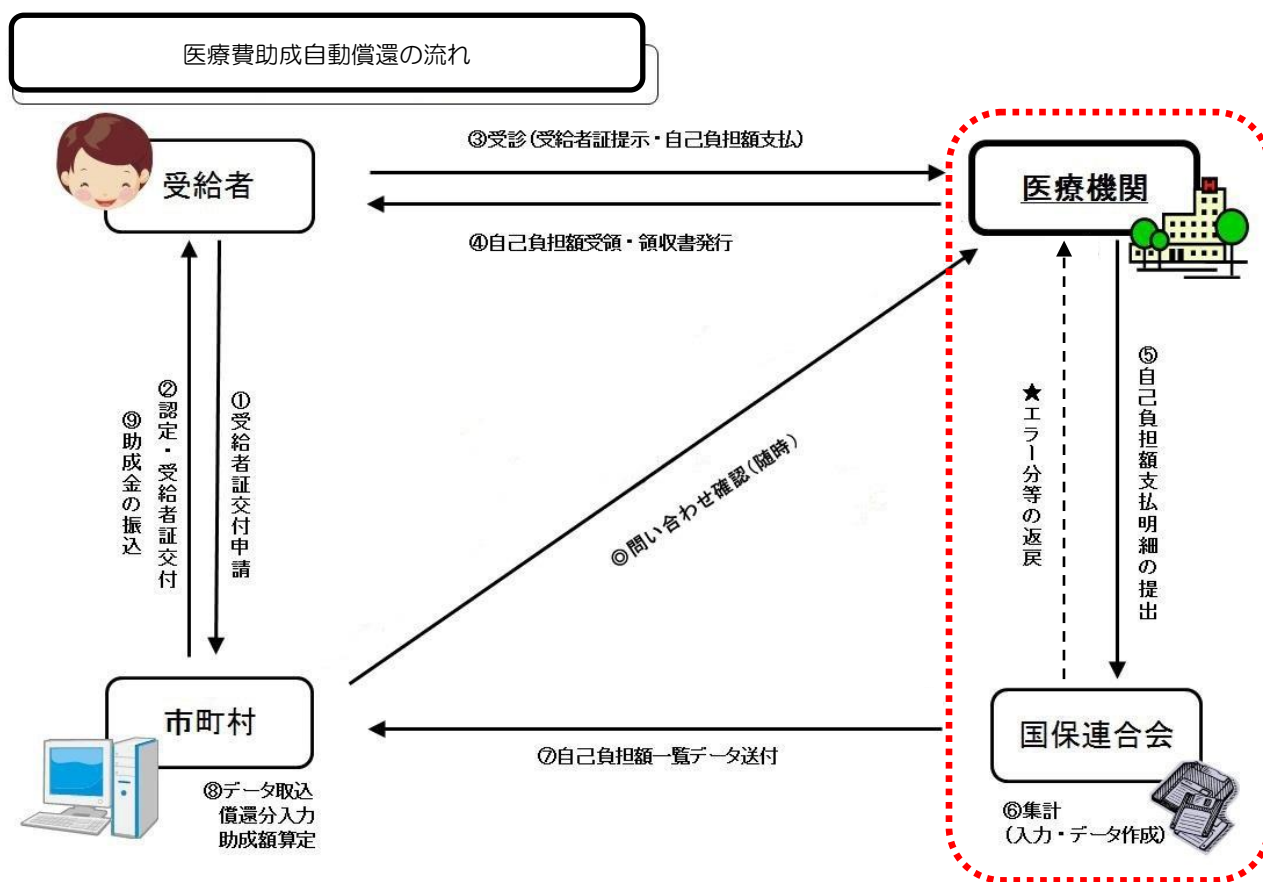 医療費助成自動償還の流れ
③受診(受給者証提示・自己負担額支払)
受給者
医療機関
H
④自己負担額受領・領収書発行
①受給者証交付申請
②認定・受給者証交付
⑨助成金の振込
◎問い合わせ確認(随時)
★エラー分等の返戻
⑤自己負担額支払明細の提出
市町村
国保連合会
⑦自己負担額一覧データ送付
⑧データ取込
償還分入力
助成額算定
⑥集計
(入力・データ作成)